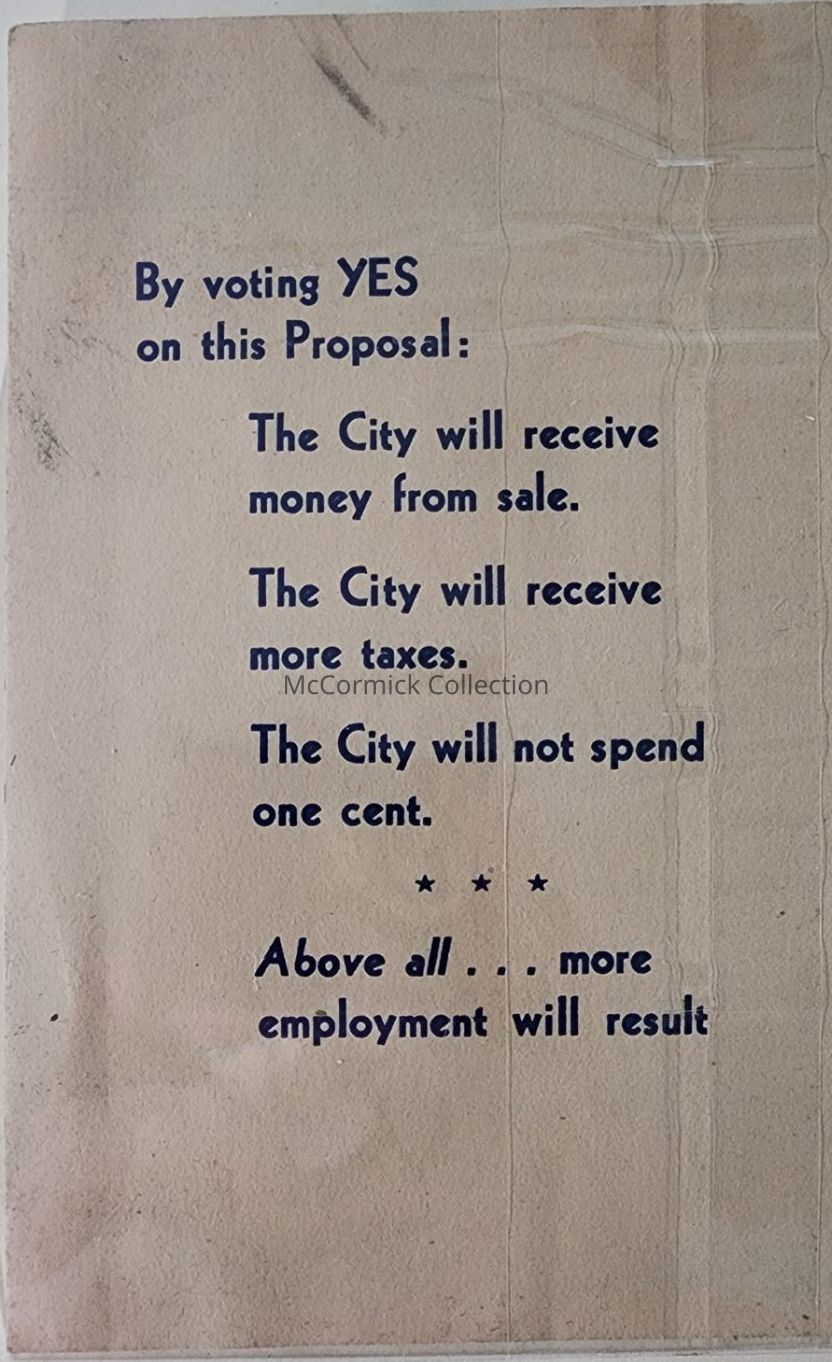 By voting YES
on this Proposal:
The City will receive
money from sale.
The City will receive
more taxes.
McCormick Collection
The City will not spend
one cent.
★ ★ ★
Above all . . . more
employment will result